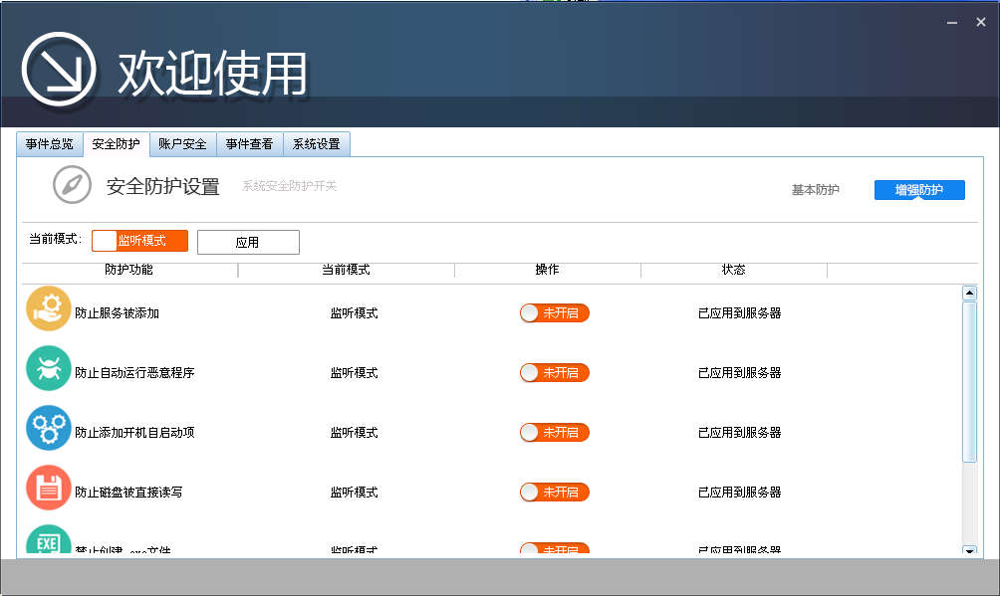 欢迎使用
事件总览 安全防护 账户安全 事件查看 系统设置
安全防护设置 系统安全防护开关 基本防护 增强防护
当前模式: 监听模式 应用
防护功能 当前模式 操作 状态
防止服务被添加 监听模式 未开启 已应用到服务器
防止自动运行恶意程序 监听模式 未开启 已应用到服务器
防止添加开机自启动项 监听模式 未开启 已应用到服务器
防止磁盘被直接读写 监听模式 未开启 已应用到服务器
EXE 禁止创建.exe文件 监听模式 未开启 已应用到服务器